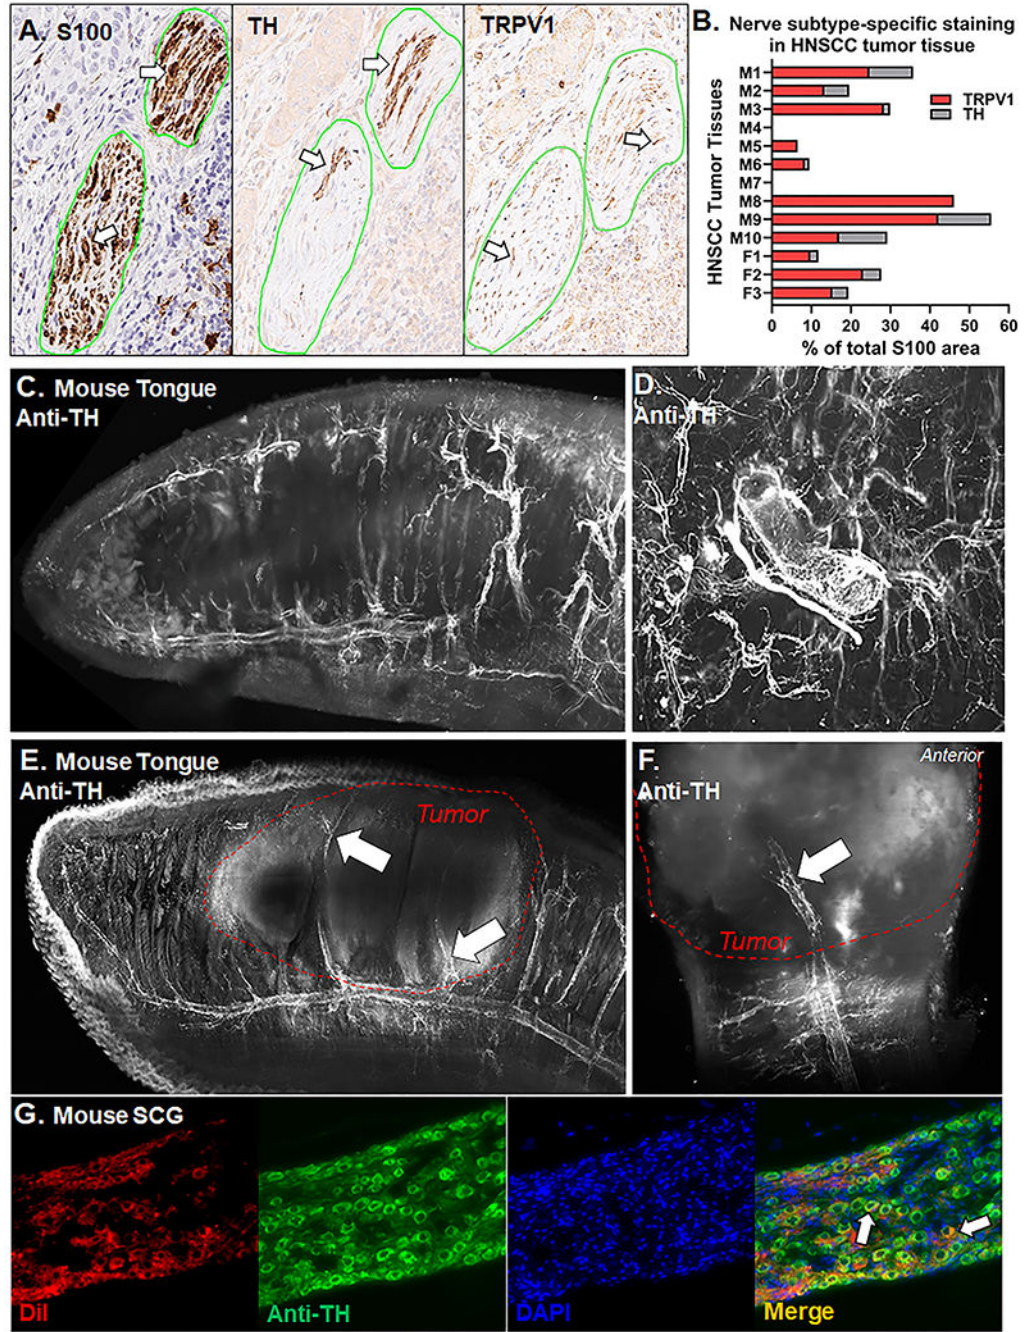 A. S100
TH
TRPV1
B. Nerve subtype-specific staining
in HNSCC tumor tissue
HNSCC Tumor Tissues
M1
M2
M3
M4
M5
M6
M7
M8
M9
M10
F1
F2
F3
TRPV1
TH
0 10 20 30 40 50 60
% of total S100 area
C. Mouse Tongue
Anti-TH
D.
Anti-TH
E. Mouse Tongue
Anti-TH
Tumor
F.
Anti-TH
Anterior
Tumor
G. Mouse SCG
DiI
Anti-TH
DAPI
Merge